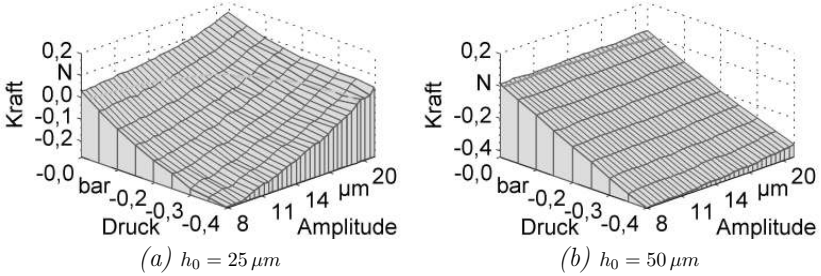 0,2
N
0,0
-0,1
-0,2
-0,0
Kraft
bar
-0,2
-0,3
-0,4
Druck
8
11
14
µm
20
Amplitude
(a) h₀ = 25 µm
0,2
N
-0,2
-0,4
-0,0
Kraft
bar
-0,2
-0,3
-0,4
Druck
8
11
14
µm
20
Amplitude
(b) h₀ = 50 µm